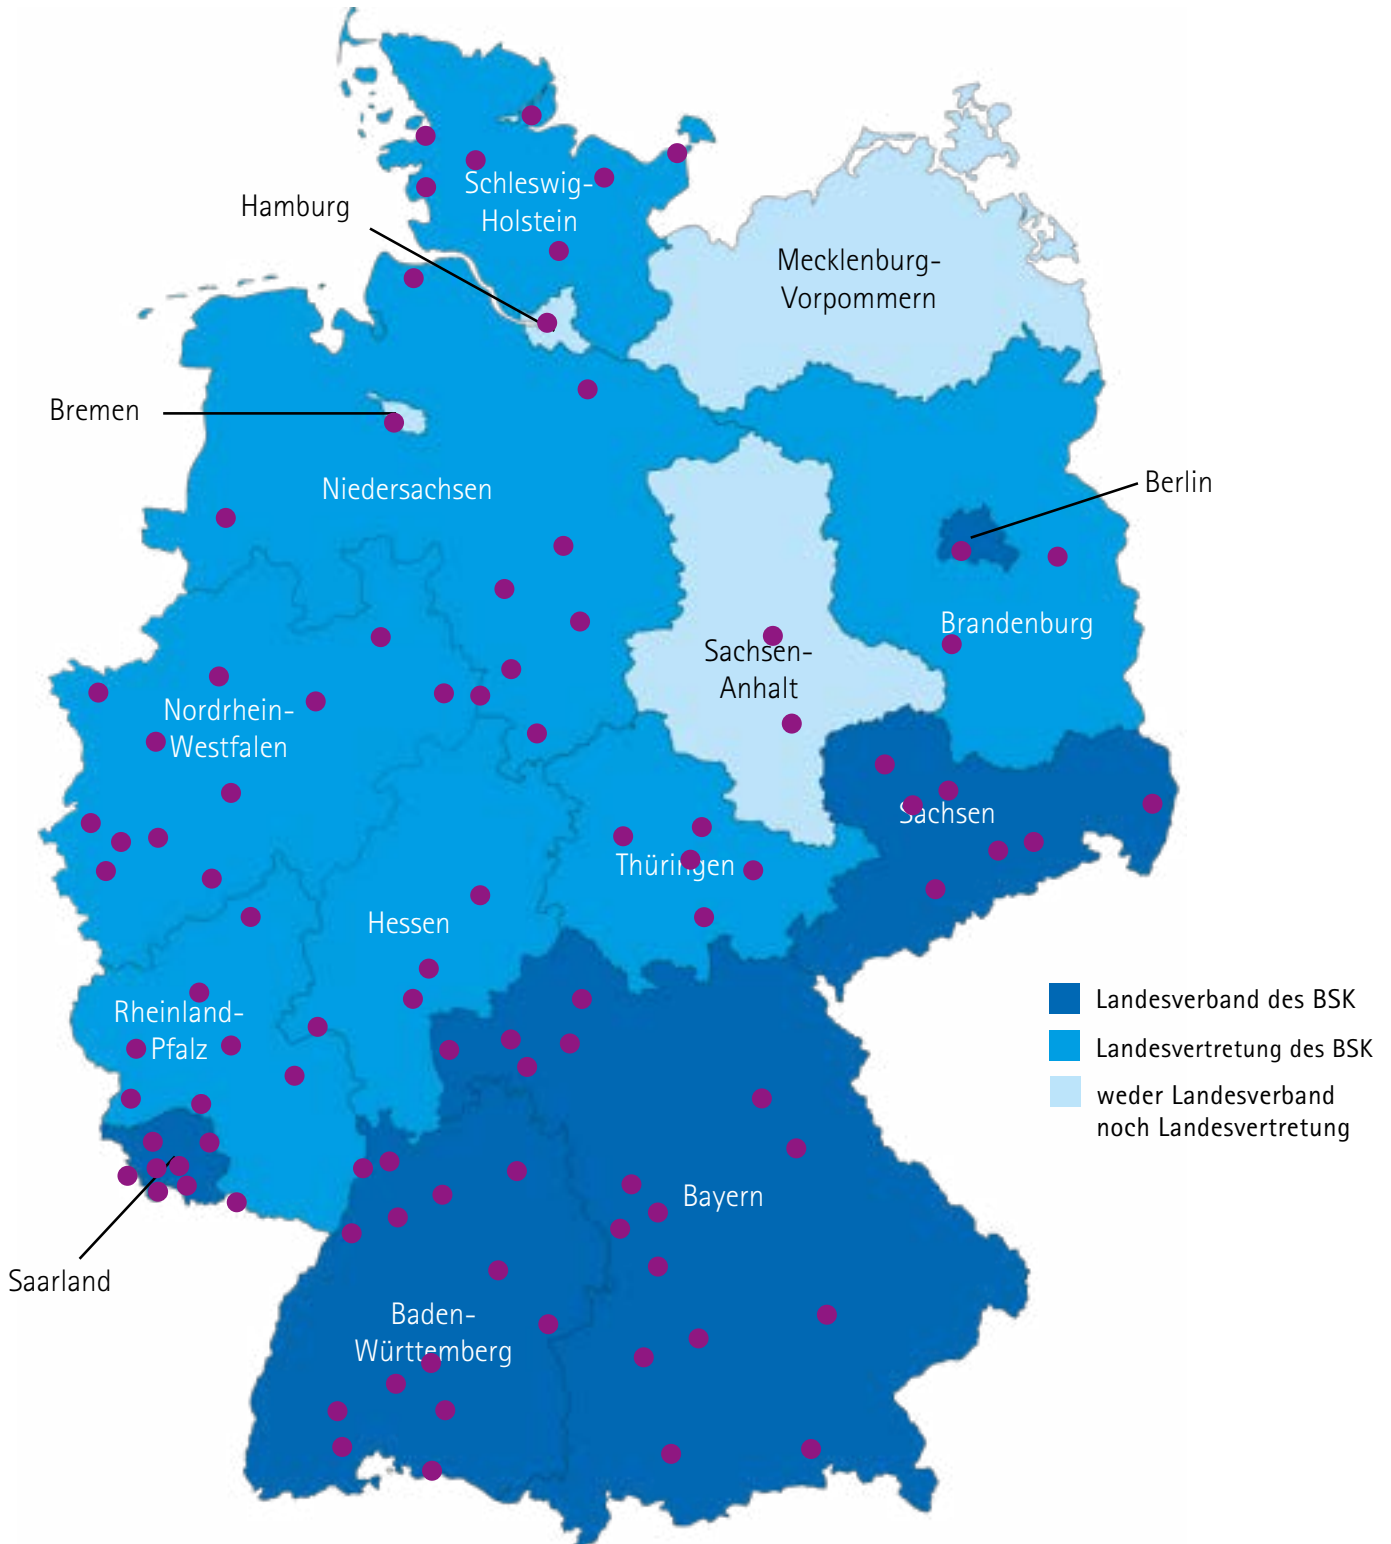 Schleswig-
Holstein
Hamburg
Mecklenburg-
Vorpommern
Bremen
Niedersachsen
Berlin
Brandenburg
Sachsen-
Anhalt
Nordrhein-
Westfalen
Sachsen
Thüringen
Hessen
Rheinland-
Pfalz
Landesverband des BSK
Landesvertretung des BSK
weder Landesverband
noch Landesvertretung
Bayern
Saarland
Baden-
Württemberg